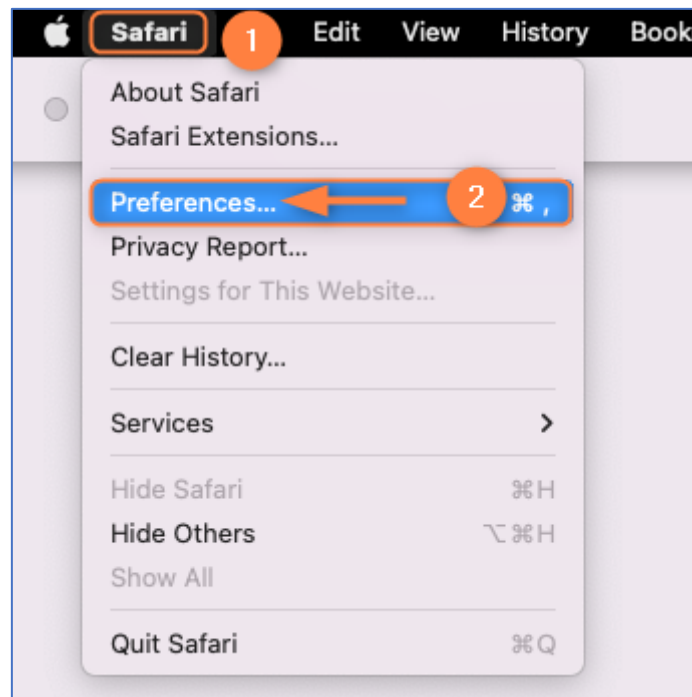 Safari 1 Edit View History Book
About Safari
Safari Extensions...
Preferences... 2 ⌘ ,
Privacy Report...
Settings for This Website...
Clear History...
Services
Hide Safari ⌘H
Hide Others ⌥⌘H
Show All
Quit Safari ⌘Q